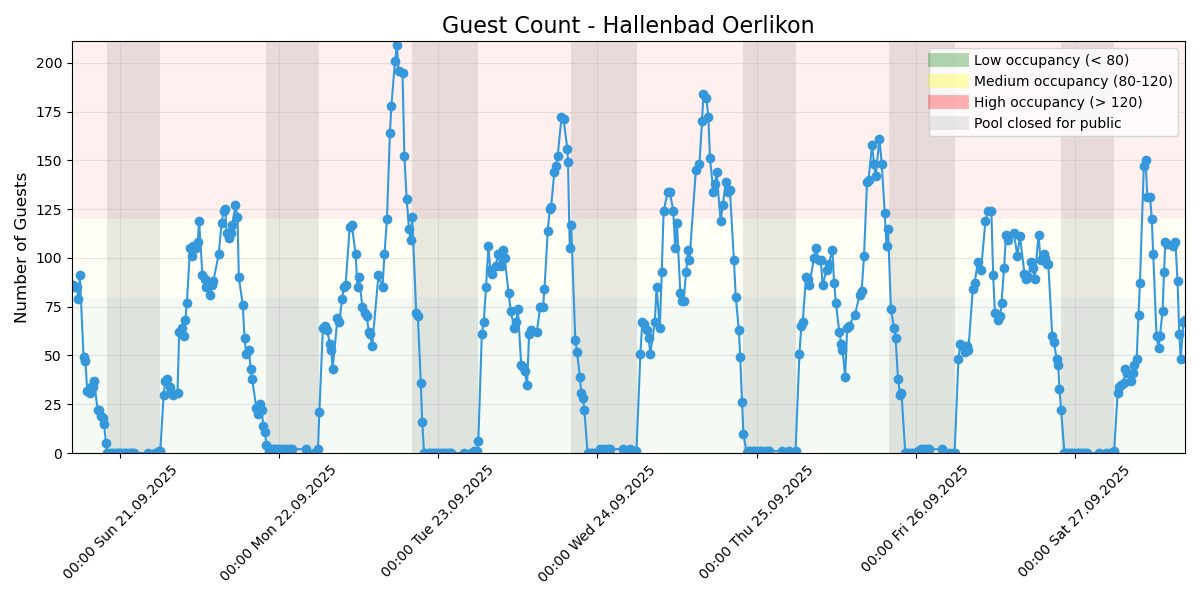 Guest Count - Hallenbad Oerlikon
Number of Guests
200
175
150
125
100
75
50
25
0
Low occupancy (< 80)
Medium occupancy (80-120)
High occupancy (> 120)
Pool closed for public
00:00 Sun 21.09.2025
00:00 Mon 22.09.2025
00:00 Tue 23.09.2025
00:00 Wed 24.09.2025
00:00 Thu 25.09.2025
00:00 Fri 26.09.2025
00:00 Sat 27.09.2025